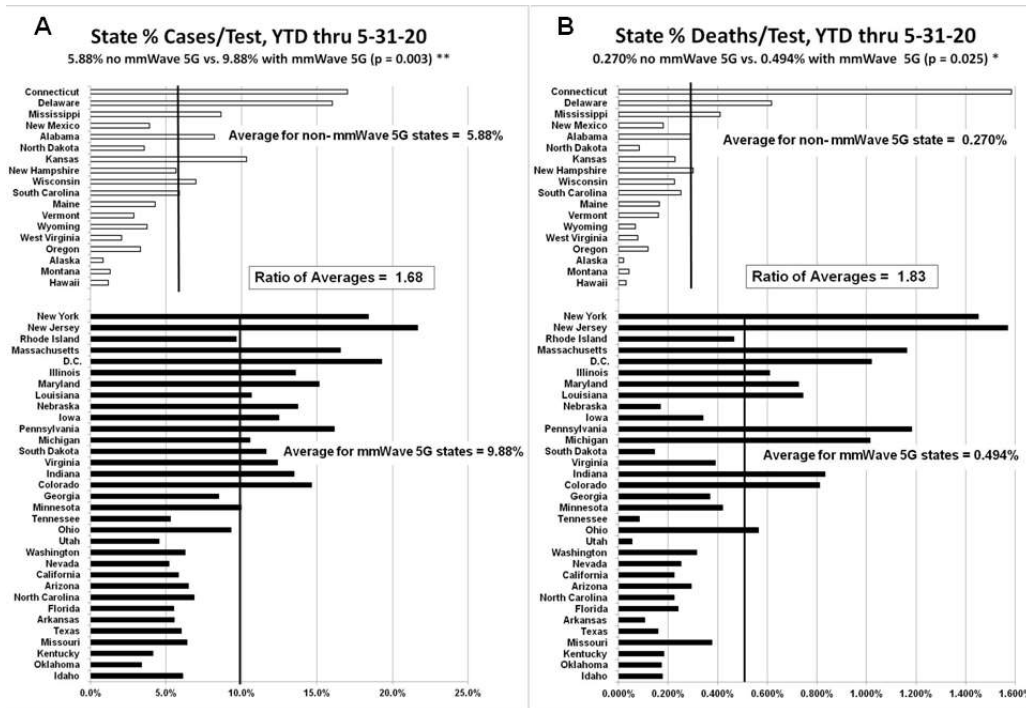 A
State % Cases/Test, YTD thru 5-31-20
5.88% no mmWave 5G vs. 9.88% with mmWave 5G (p = 0.003) **
Connecticut
Delaware
Mississippi
New Mexico
Alabama
North Dakota
Kansas
New Hampshire
Wisconsin
South Carolina
Maine
Vermont
Wyoming
West Virginia
Oregon
Alaska
Montana
Hawaii
Average for non- mmWave 5G states = 5.88%
Ratio of Averages = 1.68
New York
New Jersey
Rhode Island
Massachusetts
D.C.
Illinois
Maryland
Louisiana
Nebraska
Iowa
Pennsylvania
Michigan
South Dakota
Virginia
Indiana
Colorado
Georgia
Minnesota
Tennessee
Ohio
Utah
Washington
Nevada
California
Arizona
North Carolina
Florida
Arkansas
Texas
Missouri
Kentucky
Oklahoma
Idaho
Average for mmWave 5G states = 9.88%
0.0% 5.0% 10.0% 15.0% 20.0% 25.0%
B
State % Deaths/Test, YTD thru 5-31-20
0.270% no mmWave 5G vs. 0.494% with mmWave 5G (p = 0.025) *
Connecticut
Delaware
Mississippi
New Mexico
Alabama
North Dakota
Kansas
New Hampshire
Wisconsin
South Carolina
Maine
Vermont
Wyoming
West Virginia
Oregon
Alaska
Montana
Hawaii
Average for non- mmWave 5G state = 0.270%
Ratio of Averages = 1.83
New York
New Jersey
Rhode Island
Massachusetts
D.C.
Illinois
Maryland
Louisiana
Nebraska
Iowa
Pennsylvania
Michigan
South Dakota
Virginia
Indiana
Colorado
Georgia
Minnesota
Tennessee
Ohio
Utah
Washington
Nevada
California
Arizona
North Carolina
Florida
Arkansas
Texas
Missouri
Kentucky
Oklahoma
Idaho
Average for mmWave 5G states = 0.494%
0.000% 0.200% 0.400% 0.600% 0.800% 1.000% 1.200% 1.400% 1.600%